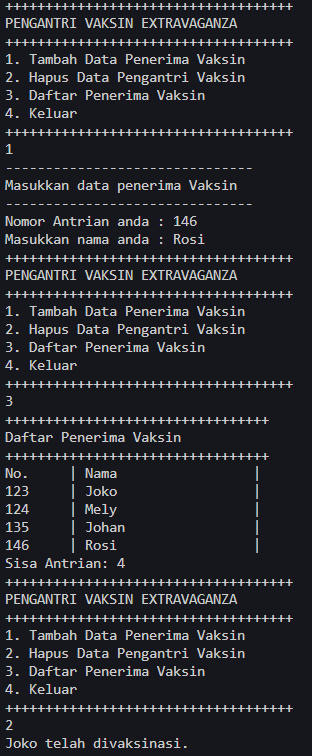 ++++++++++++++++++++++++++++++++++++
PENGANTRI VAKSIN EXTRAVAGANZA
++++++++++++++++++++++++++++++++++++
1. Tambah Data Penerima Vaksin
2. Hapus Data Pengantri Vaksin
3. Daftar Penerima Vaksin
4. Keluar
++++++++++++++++++++++++++++++++++++
1
-------------------------------
Masukkan data penerima Vaksin
-------------------------------
Nomor Antrian anda : 146
Masukkan nama anda : Rosi
++++++++++++++++++++++++++++++++++++
PENGANTRI VAKSIN EXTRAVAGANZA
++++++++++++++++++++++++++++++++++++
1. Tambah Data Penerima Vaksin
2. Hapus Data Pengantri Vaksin
3. Daftar Penerima Vaksin
4. Keluar
++++++++++++++++++++++++++++++++++++
3
+++++++++++++++++++++++++++++++++
Daftar Penerima Vaksin
+++++++++++++++++++++++++++++++++
No.     | Nama                 |
123     | Joko                 |
124     | Mely                 |
135     | Johan                |
146     | Rosi                 |
Sisa Antrian: 4
++++++++++++++++++++++++++++++++++++
PENGANTRI VAKSIN EXTRAVAGANZA
++++++++++++++++++++++++++++++++++++
1. Tambah Data Penerima Vaksin
2. Hapus Data Pengantri Vaksin
3. Daftar Penerima Vaksin
4. Keluar
++++++++++++++++++++++++++++++++++++
2
Joko telah divaksinasi.